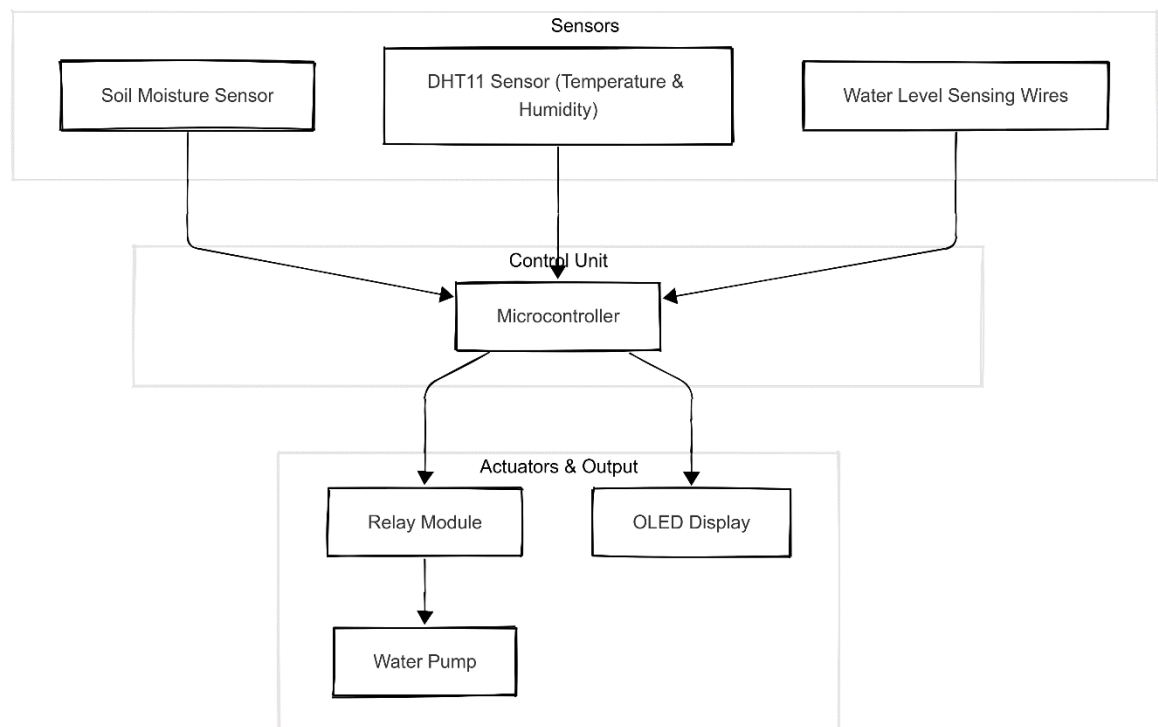 Sensors
Soil Moisture Sensor
DHT11 Sensor (Temperature &
Humidity)
Water Level Sensing Wires
Control Unit
Microcontroller
Actuators & Output
Relay Module
OLED Display
Water Pump